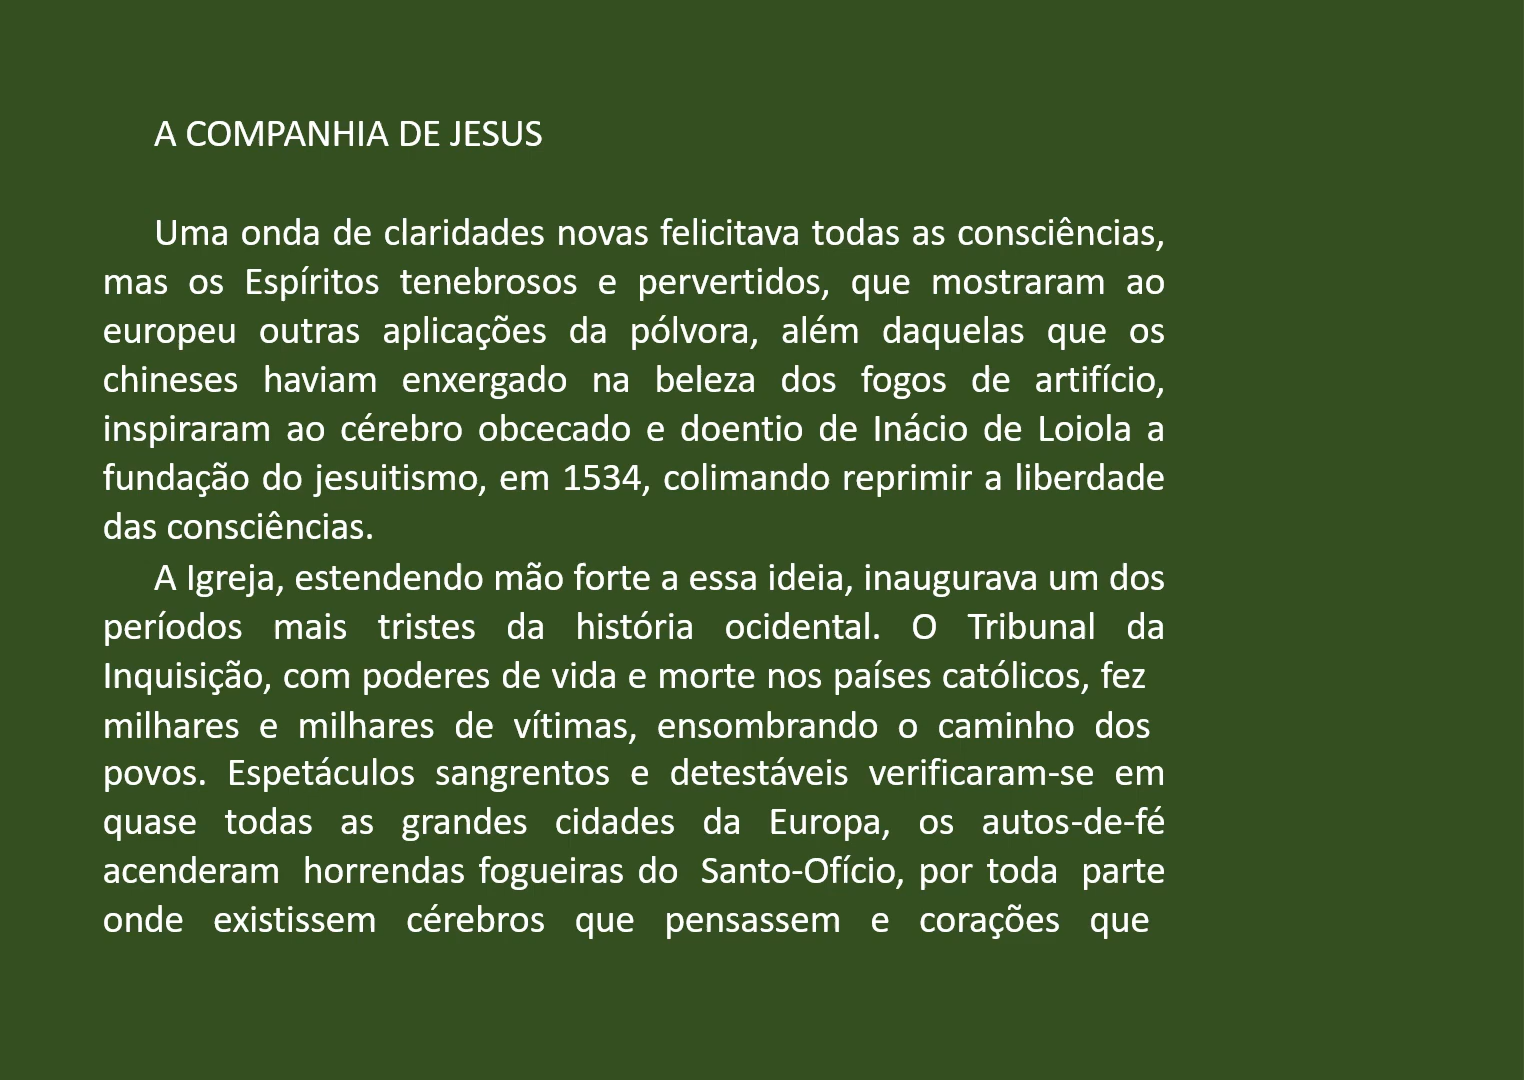 A COMPANHIA DE JESUS
Uma onda de claridades novas felicitava todas as consciências,
mas os Espíritos tenebrosos e pervertidos, que mostraram ao
europeu outras aplicações da pólvora, além daquelas que os
chineses haviam enxergado na beleza dos fogos de artifício,
inspiraram ao cérebro obcecado e doentio de Inácio de Loiola a
fundação do jesuitismo, em 1534, colimando reprimir a liberdade
das consciências.
A Igreja, estendendo mão forte a essa ideia, inaugurava um dos
períodos mais tristes da história ocidental. O Tribunal da
Inquisição, com poderes de vida e morte nos países católicos, fez
milhares e milhares de vítimas, ensombrando o caminho dos
povos. Espetáculos sangrentos e detestáveis verificaram-se em
quase todas as grandes cidades da Europa, os autos-de-fé
acenderam horrendas fogueiras do Santo-Ofício, por toda parte
onde existissem cérebros que pensassem e corações que